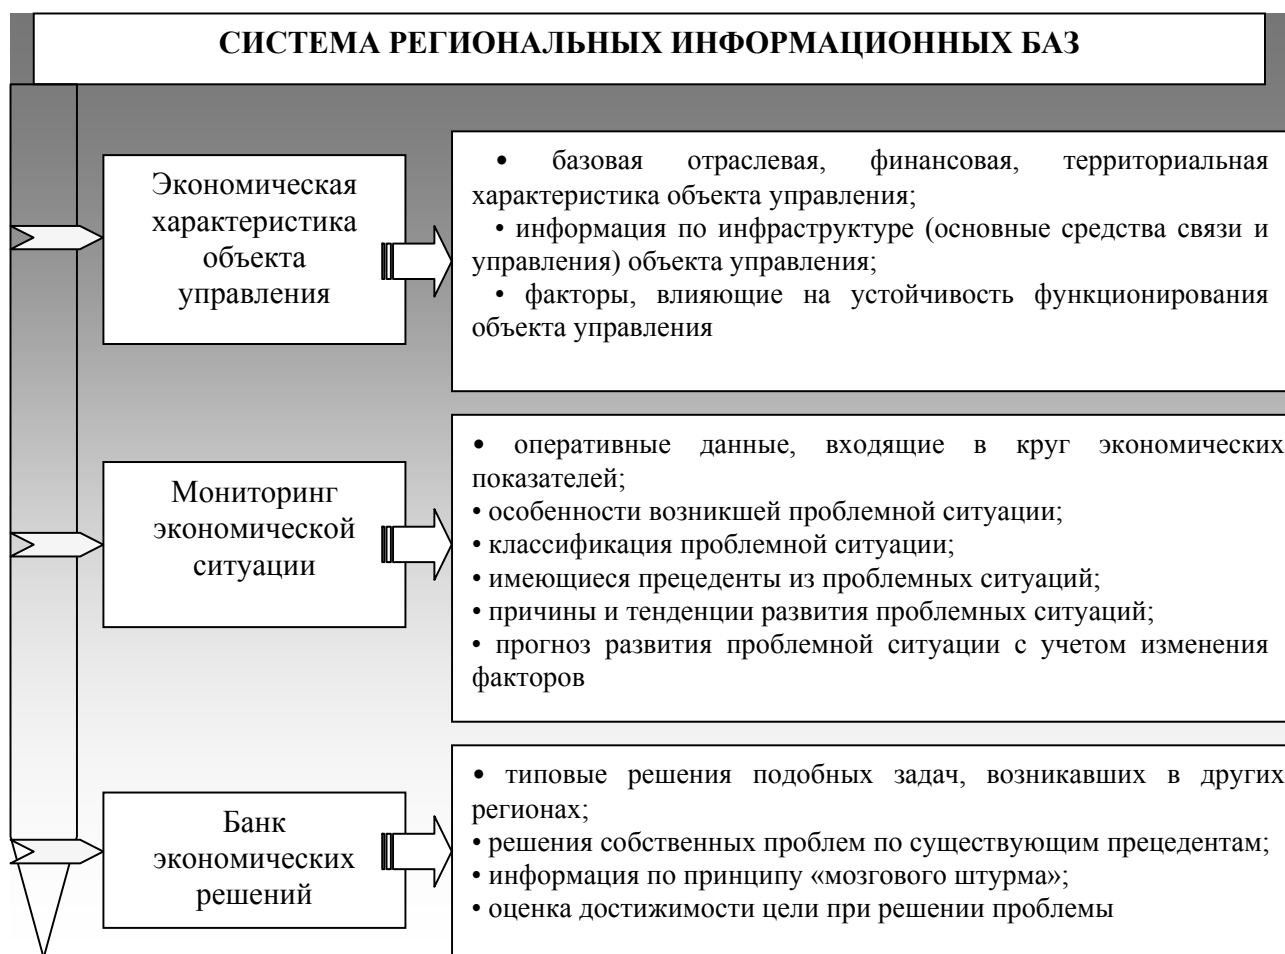 СИСТЕМА РЕГИОНАЛЬНЫХ ИНФОРМАЦИОННЫХ БАЗ
Экономическая
характеристика
объекта
управления
• базовая отраслевая, финансовая, территориальная
характеристика объекта управления;
• информация по инфраструктуре (основные средства связи и
управления) объекта управления;
• факторы, влияющие на устойчивость функционирования
объекта управления
Мониторинг
экономической
ситуации
• оперативные данные, входящие в круг экономических
показателей;
• особенности возникшей проблемной ситуации;
• классификация проблемной ситуации;
• имеющиеся прецеденты из проблемных ситуаций;
• причины и тенденции развития проблемных ситуаций;
• прогноз развития проблемной ситуации с учетом изменения
факторов
Банк
экономических
решений
• типовые решения подобных задач, возникавших в других
регионах;
• решения собственных проблем по существующим прецедентам;
• информация по принципу «мозгового штурма»;
• оценка достижимости цели при решении проблемы